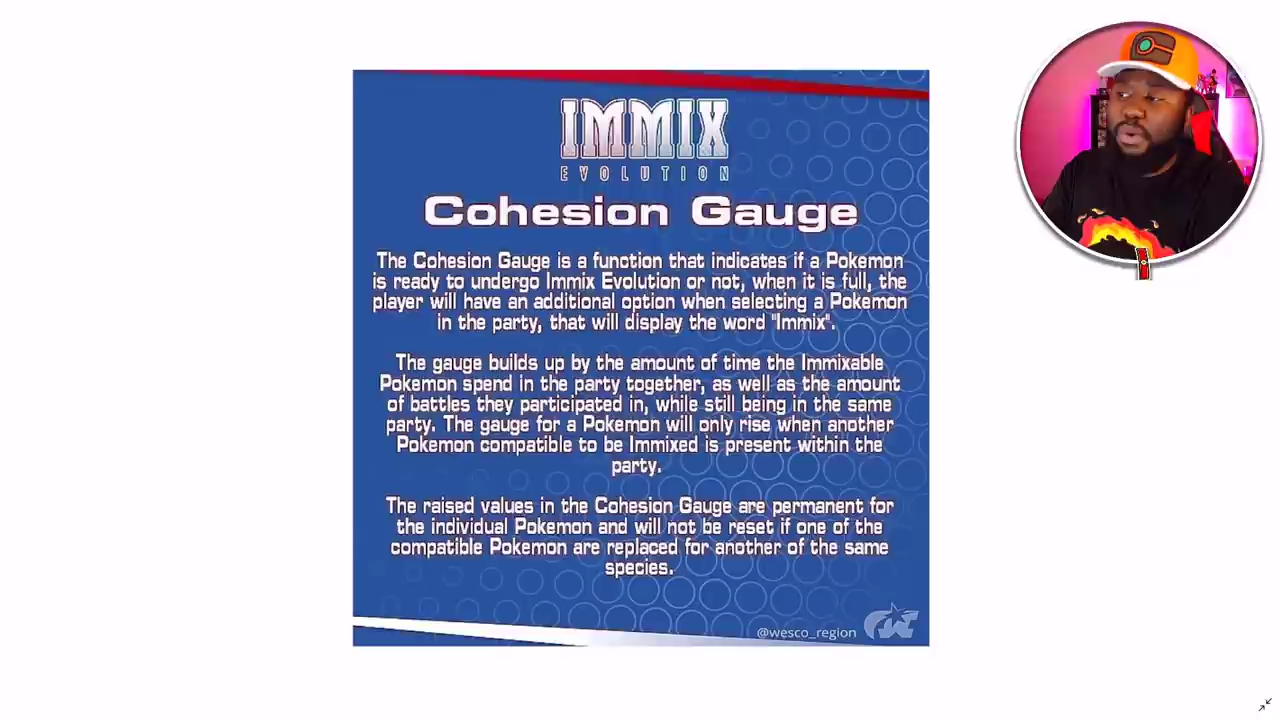 IMMIX
EVOLUTION
Cohesion Gauge
The Cohesion Gauge is a function that indicates if a Pokemon
is ready to undergo Immix Evolution or not, when it is full, the
player will have an additional option when selecting a Pokemon
in the party, that will display the word "Immix".
The gauge builds up by the amount of time the Immixable
Pokemon spend in the party together, as well as the amount
of battles they participated in, while still being in the same
party. The gauge for a Pokemon will only rise when another
Pokemon compatible to be Immixed is present within the
party.
The raised values in the Cohesion Gauge are permanent for
the individual Pokemon and will not be reset if one of the
compatible Pokemon are replaced for another of the same
species.
@wesco_region